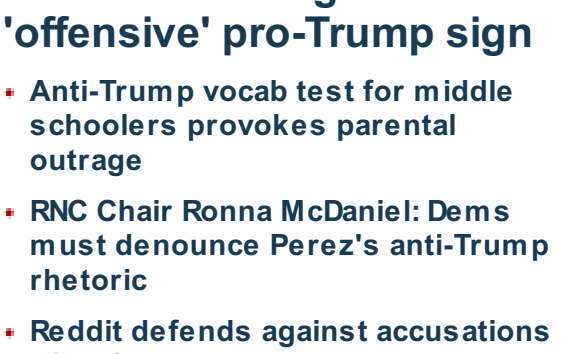 'offensive' pro-Trump sign
Anti-Trump vocab test for middle
schoolers provokes parental
outrage
RNC Chair Ronna McDaniel: Dems
must denounce Perez's anti-Trump
rhetoric
Reddit defends against accusations